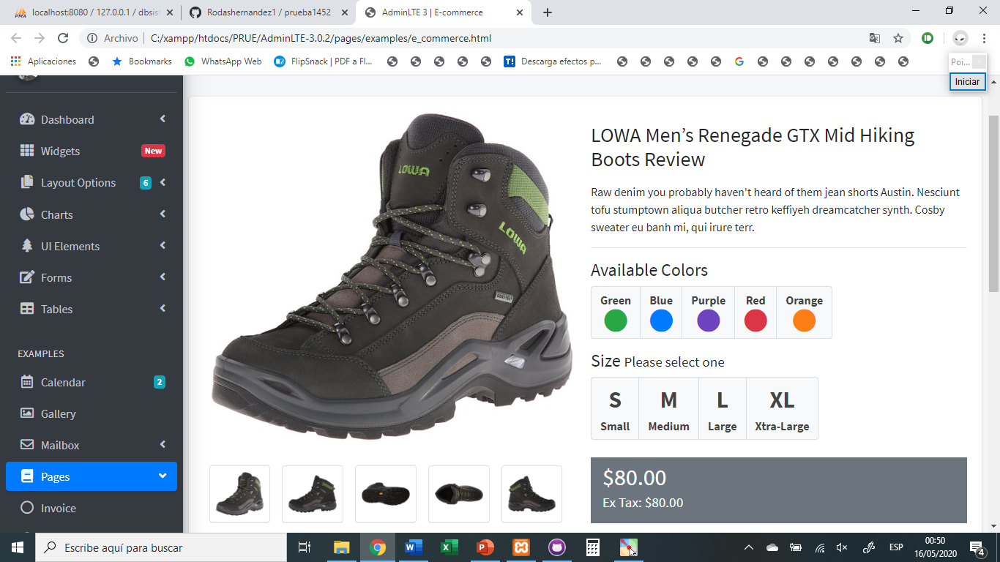 localhost:8080 / 127.0.0.1 / dbsist
Rodashernandez1 / prueba1452
AdminLTE 3 | E-commerce
Archivo
C:/xampp/htdocs/PRUE/AdminLTE-3.0.2/pages/examples/e_commerce.html
Aplicaciones
Bookmarks
WhatsApp Web
FlipSnack | PDF a Fl...
Descarga efectos p...
Poi...
Iniciar
Dashboard
Widgets New
Layout Options 6
Charts
UI Elements
Forms
Tables
EXAMPLES
Calendar 2
Gallery
Mailbox
Pages
Invoice
LOWA
LOWA
GORE-TEX
LOWA Men’s Renegade GTX Mid Hiking
Boots Review
Raw denim you probably haven't heard of them jean shorts Austin. Nesciunt
tofu stumptown aliqua butcher retro keffiyeh dreamcatcher synth. Cosby
sweater eu banh mi, qui irure terr.
Available Colors
Green Blue Purple Red Orange
Size Please select one
S M L XL
Small Medium Large Xtra-Large
$80.00
Ex Tax: $80.00
Escribe aquí para buscar
ESP
00:50
16/05/2020
4